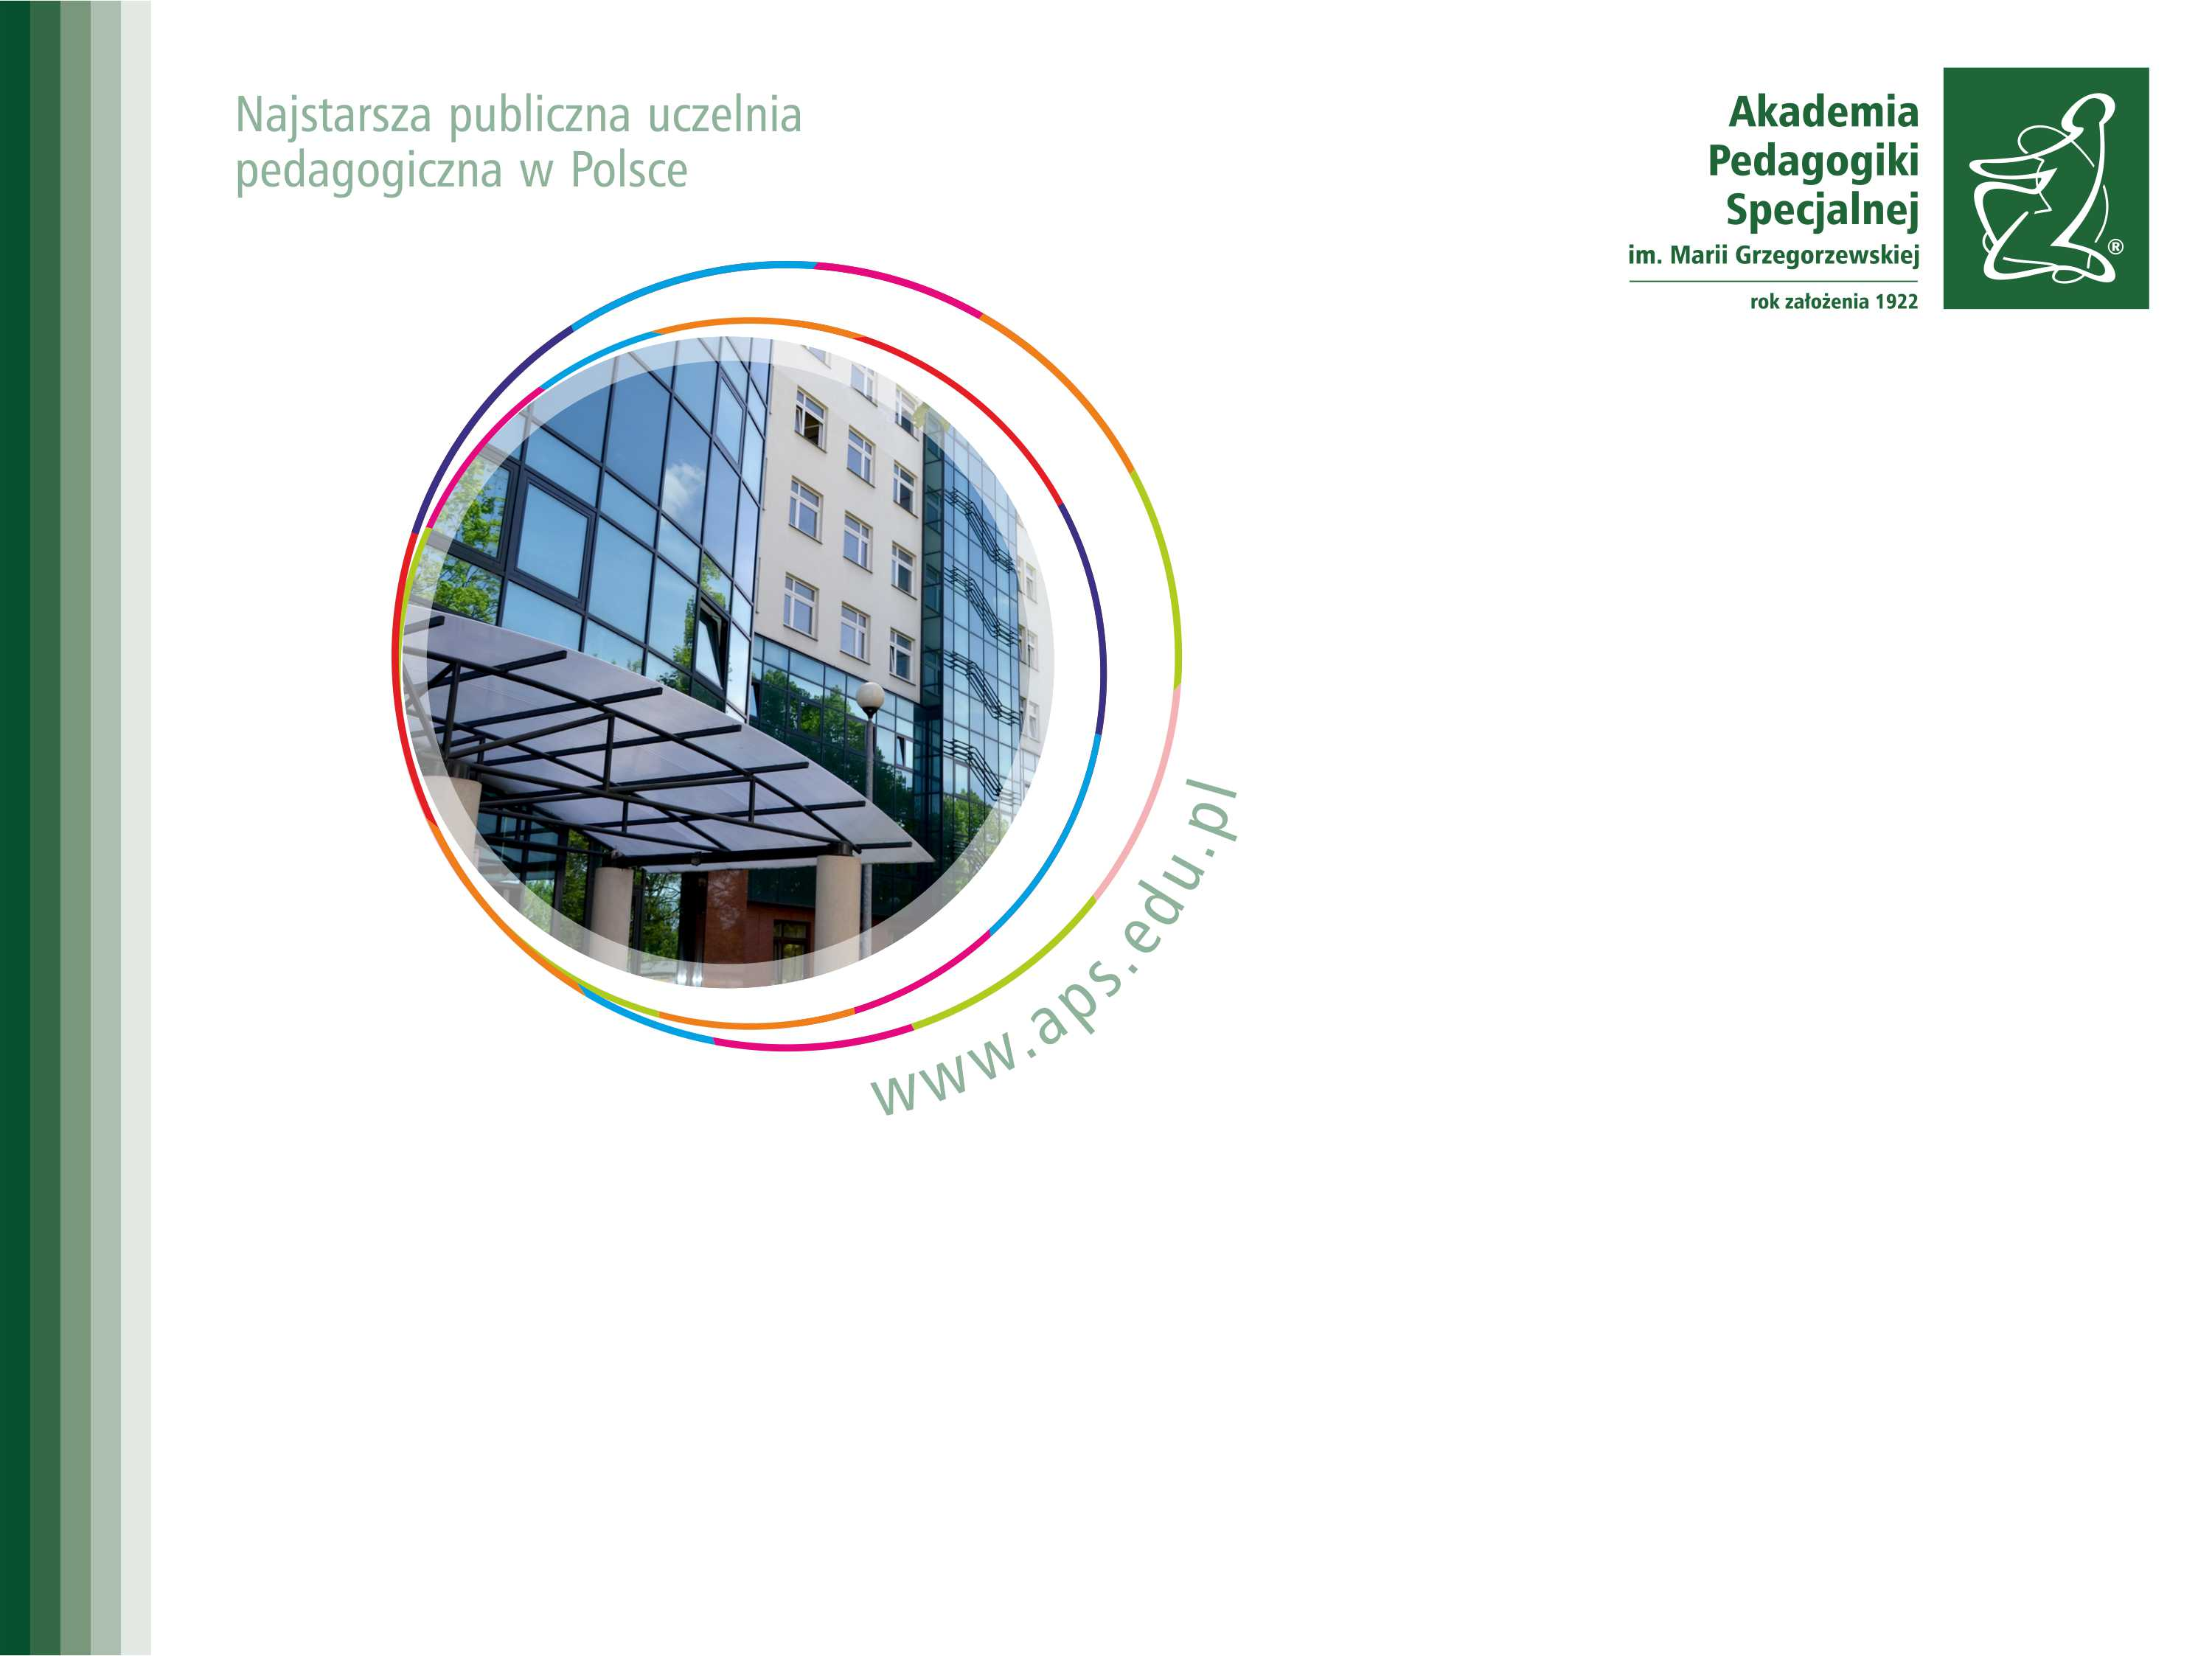 Najstarsza publiczna uczelnia
pedagogiczna w Polsce
Akademia
Pedagogiki
Specjalnej
im. Marii Grzegorzewskiej
rok założenia 1922
®
www.aps.edu.pl